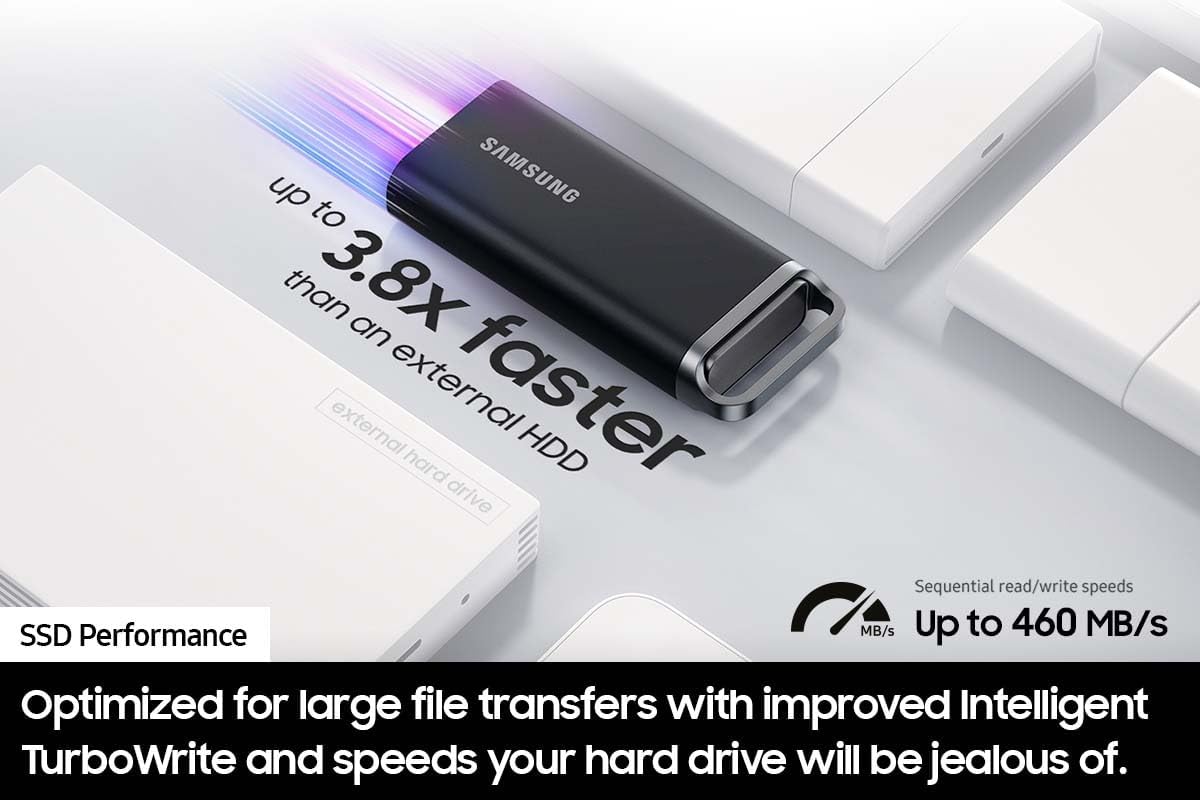 SAMSUNG
up to
3.8x faster
than an external HDD
external hard drive
Sequential read/write speeds
MB/s
Up to 460 MB/s
SSD Performance
Optimized for large file transfers with improved Intelligent
TurboWrite and speeds your hard drive will be jealous of.